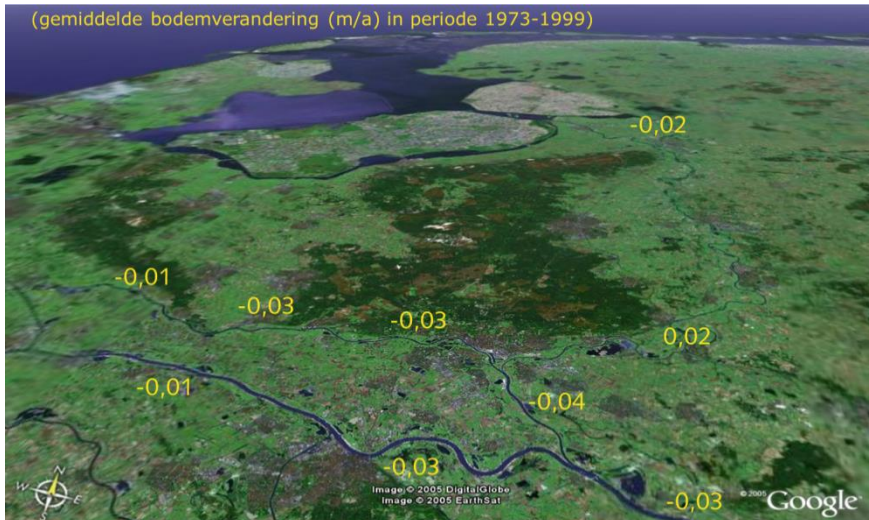 (gemiddelde bodemverandering (m/a) in periode 1973-1999)
-0,02
-0,01
-0,03
-0,03
0,02
-0,01
-0,04
-0,03
-0,03
N
W
E
S
Image © 2005 DigitalGlobe
Image © 2005 EarthSat
© 2005 Google